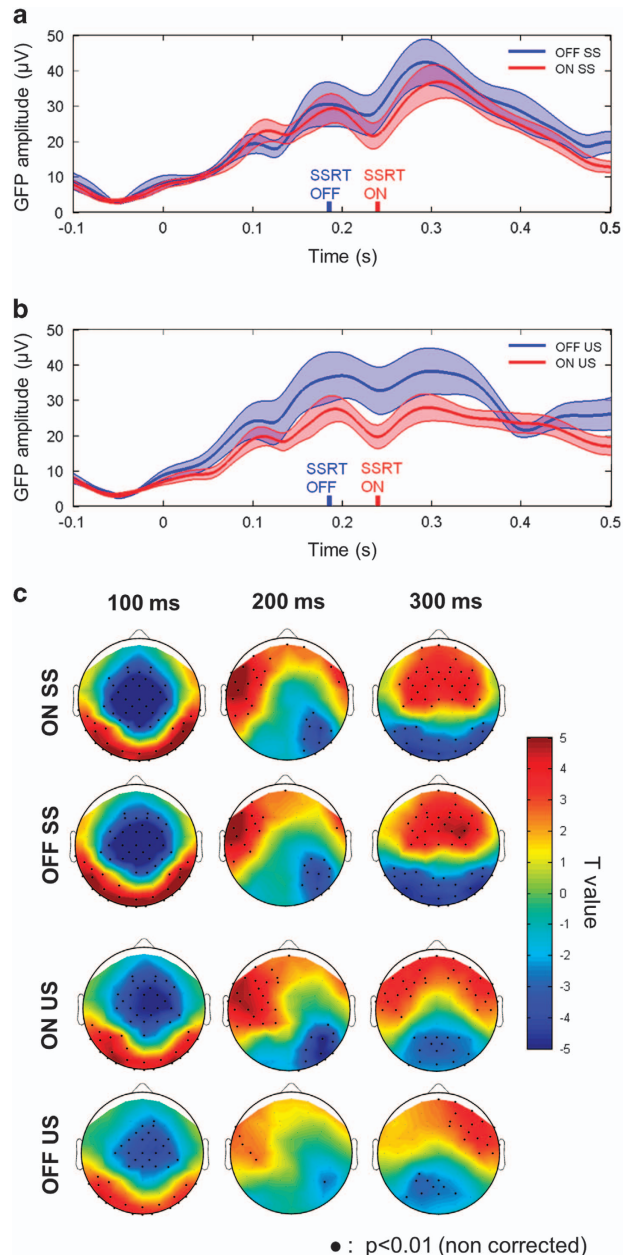 a
50
40
30
20
10
0
GFP amplitude (µV)
OFF SS
ON SS
SSRT OFF
SSRT ON
-0.1 0 0.1 0.2 0.3 0.4 0.5
Time (s)
b
50
40
30
20
10
0
GFP amplitude (µV)
OFF US
ON US
SSRT OFF
SSRT ON
-0.1 0 0.1 0.2 0.3 0.4 0.5
Time (s)
c
100 ms 200 ms 300 ms
ON SS
OFF SS
ON US
OFF US
5
4
3
2
1
0
-1
-2
-3
-4
-5
T value
● : p<0.01 (non corrected)